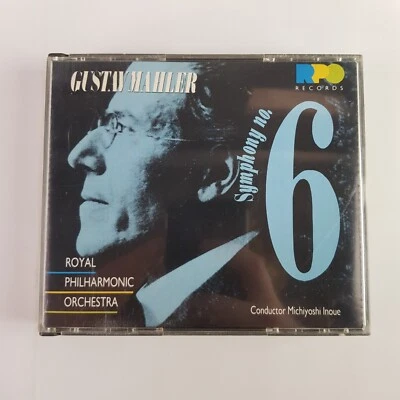 GUSTAV MAHLER
RPO
RECORDS
Symphony no. 6
ROYAL
PHILHARMONIC
ORCHESTRA
Conductor Michiyoshi Inoue